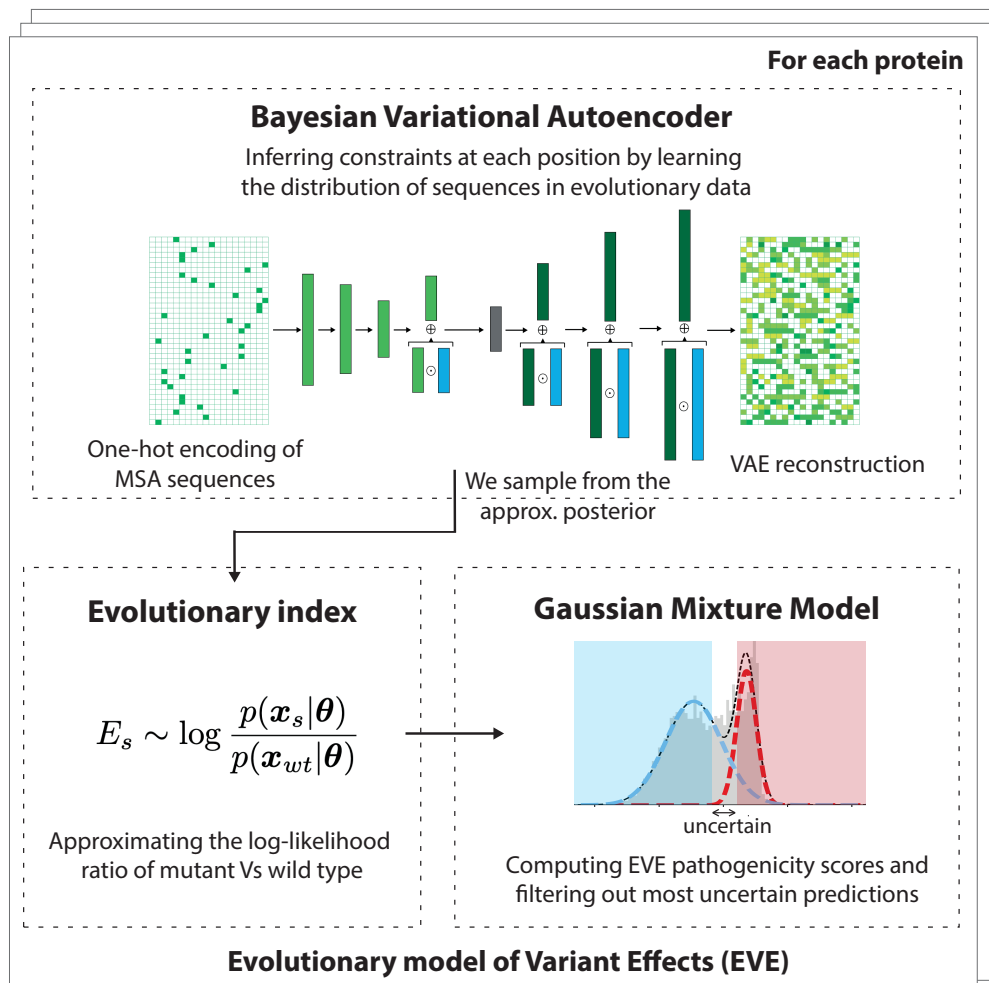 For each protein
Bayesian Variational Autoencoder
Inferring constraints at each position by learning
the distribution of sequences in evolutionary data
⊕ ⊕ ⊕ ⊕
⊙ ⊙ ⊙ ⊙
One-hot encoding of
MSA sequences
VAE reconstruction
We sample from the
approx. posterior
Evolutionary index
E_s ∼ log p(x_s|θ) / p(x_{wt}|θ)
Approximating the log-likelihood
ratio of mutant Vs wild type
Gaussian Mixture Model
uncertain
Computing EVE pathogenicity scores and
filtering out most uncertain predictions
Evolutionary model of Variant Effects (EVE)